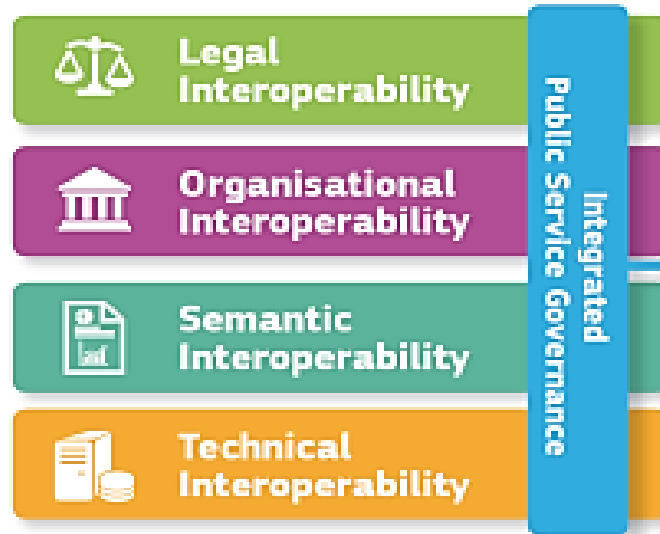 Legal
Interoperability
Organisational
Interoperability
Semantic
Interoperability
Technical
Interoperability
Integrated
Public Service Governance